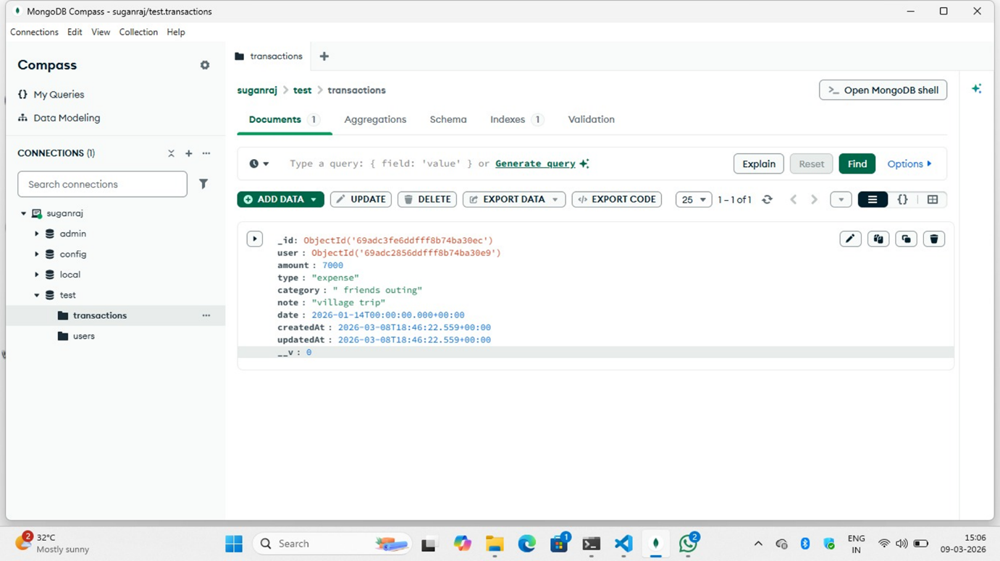 MongoDB Compass - suganraj/test.transactions
Connections Edit View Collection Help
Compass
My Queries
Data Modeling
CONNECTIONS (1)
Search connections
suganraj
admin
config
local
test
transactions
users
transactions
suganraj > test > transactions
>_ Open MongoDB shell
Documents 1 Aggregations Schema Indexes 1 Validation
Type a query: { field: 'value' } or Generate query
Explain Reset Find Options
ADD DATA UPDATE DELETE EXPORT DATA EXPORT CODE 25 1 – 1 of 1
_id: ObjectId('69adc3fe6ddfff8b74ba30ec')
user : ObjectId('69adc2856ddfff8b74ba30e9')
amount : 7000
type : "expense"
category : " friends outing"
note : "village trip"
date : 2026-01-14T00:00:00.000+00:00
createdAt : 2026-03-08T18:46:22.559+00:00
updatedAt : 2026-03-08T18:46:22.559+00:00
__v : 0
2
32°C
Mostly sunny
Search
1
2
ENG
IN
15:06
09-03-2026